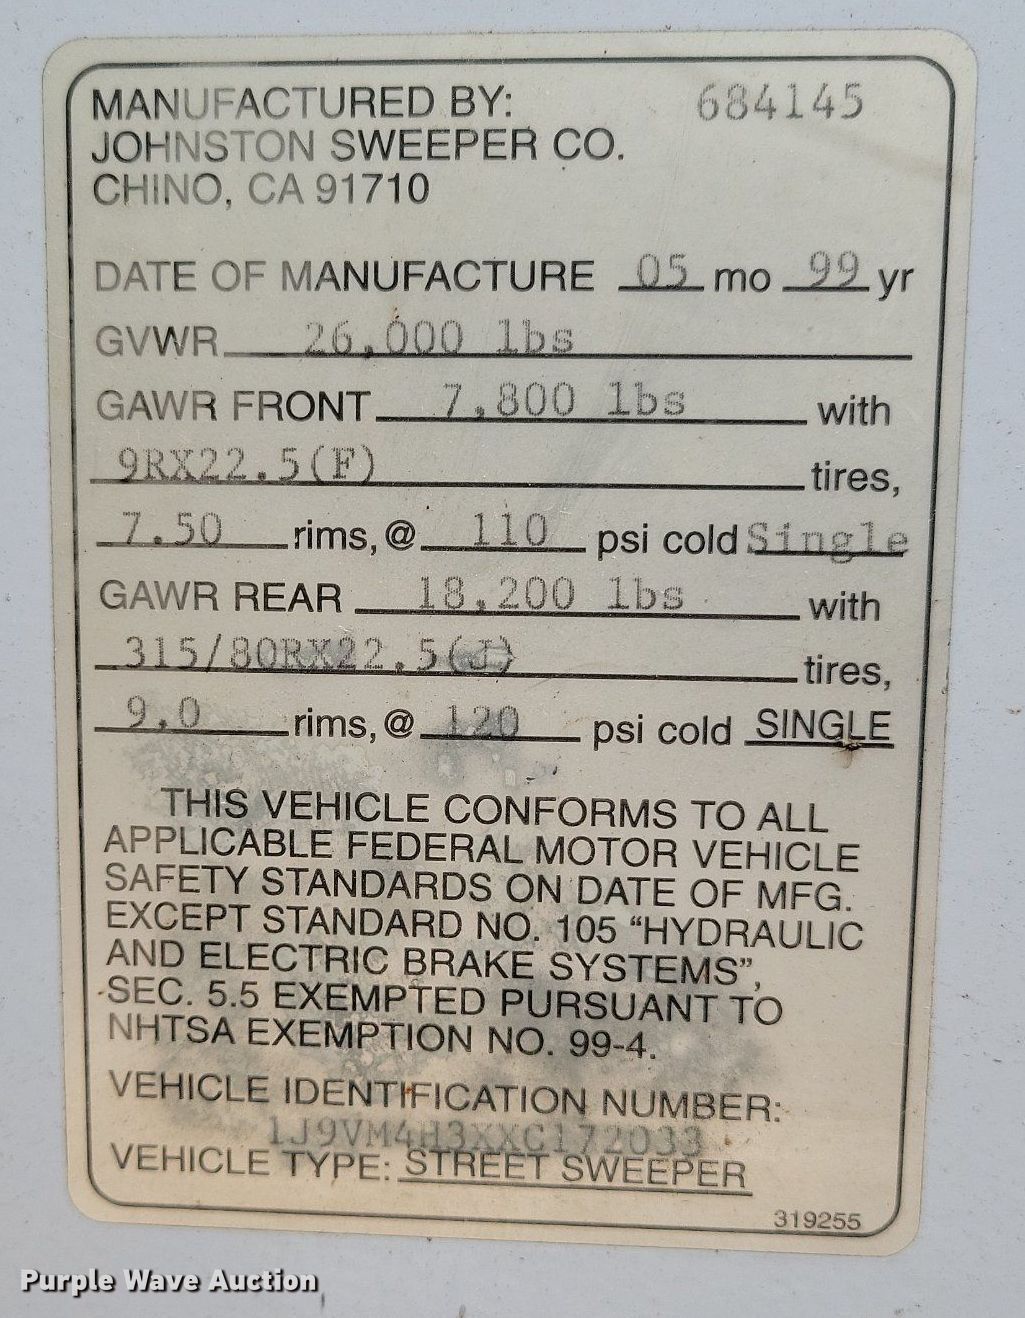 MANUFACTURED BY: 684145
JOHNSTON SWEEPER CO.
CHINO, CA 91710
DATE OF MANUFACTURE 05 mo 99 yr
GVWR 26,000 lbs
GAWR FRONT 7,800 lbs with
9RX22.5(F) tires,
7.50 rims, @ 110 psi cold Single
GAWR REAR 18,200 lbs with
315/80RX22.5(J) tires,
9.0 rims, @ 120 psi cold SINGLE
THIS VEHICLE CONFORMS TO ALL
APPLICABLE FEDERAL MOTOR VEHICLE
SAFETY STANDARDS ON DATE OF MFG.
EXCEPT STANDARD NO. 105 “HYDRAULIC
AND ELECTRIC BRAKE SYSTEMS”,
SEC. 5.5 EXEMPTED PURSUANT TO
NHTSA EXEMPTION NO. 99-4.
VEHICLE IDENTIFICATION NUMBER:
1J9VM4H3XXC172033
VEHICLE TYPE: STREET SWEEPER
319255
Purple Wave Auction